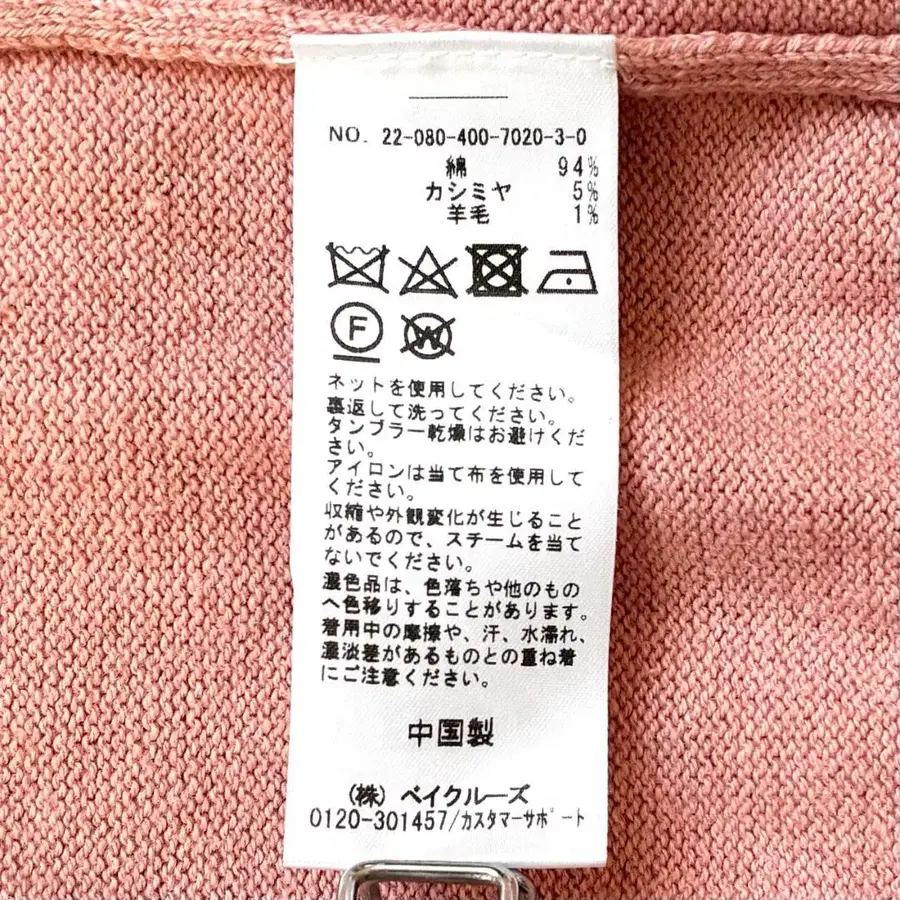 NO. 22-080-400-7020-3-0
綿 94%
カシミヤ 5%
羊毛 1%
F W
ネットを使用してください。
裏返して洗ってください。
タンブラー乾燥はお避けくだ
さい。
アイロンは当て布を使用して
ください。
収縮や外観変化が生じること
があるので、スチームを当て
ないでください。
濃色品は、色落ちや他のもの
へ色移りすることがあります。
着用中の摩擦や、汗、水濡れ、
濃淡差があるものとの重ね着
にご注意ください。
中国製
(株) ベイクルーズ
0120-301457/カスタマーサポート